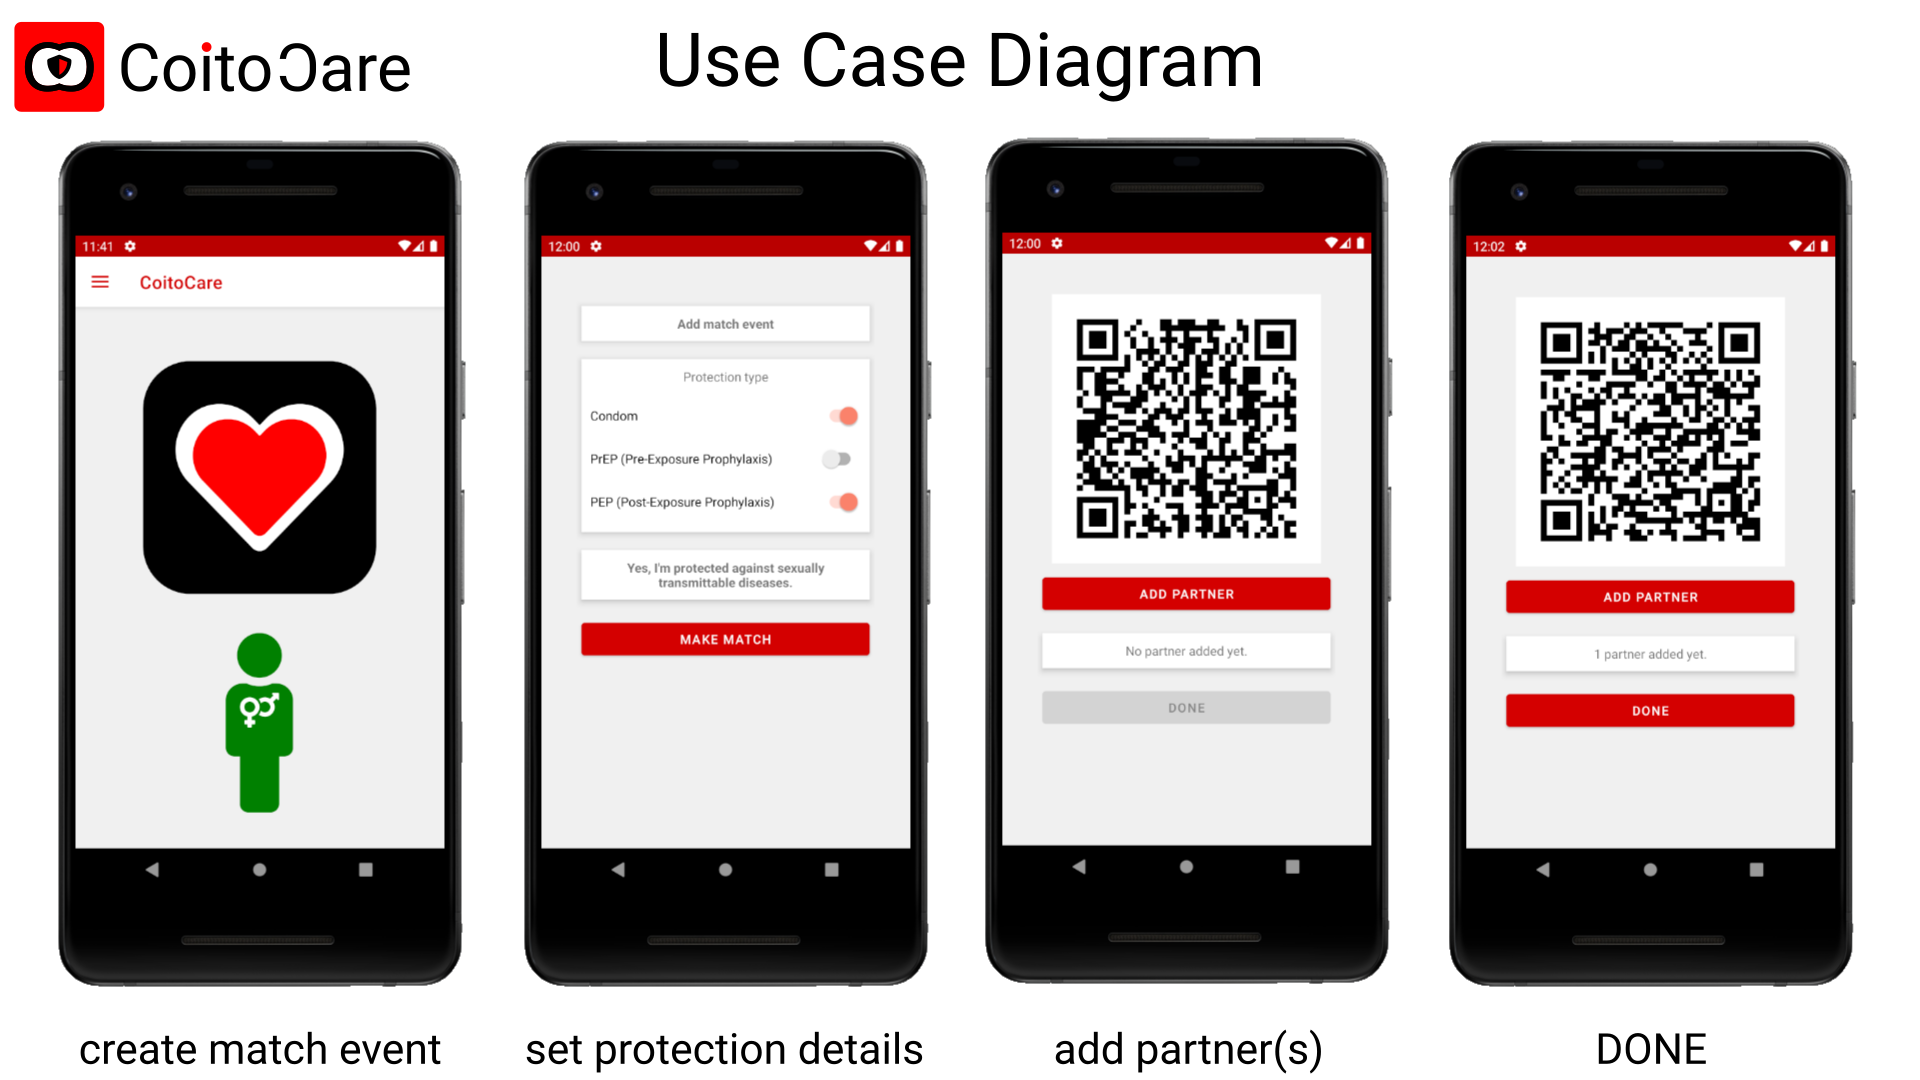 CoitoƆare
Use Case Diagram
11:41
CoitoCare
12:00
Add match event
Protection type
Condom
PrEP (Pre-Exposure Prophylaxis)
PEP (Post-Exposure Prophylaxis)
Yes, I'm protected against sexually
transmittable diseases.
MAKE MATCH
12:00
ADD PARTNER
No partner added yet.
DONE
12:02
ADD PARTNER
1 partner added yet.
DONE
create match event
set protection details
add partner(s)
DONE